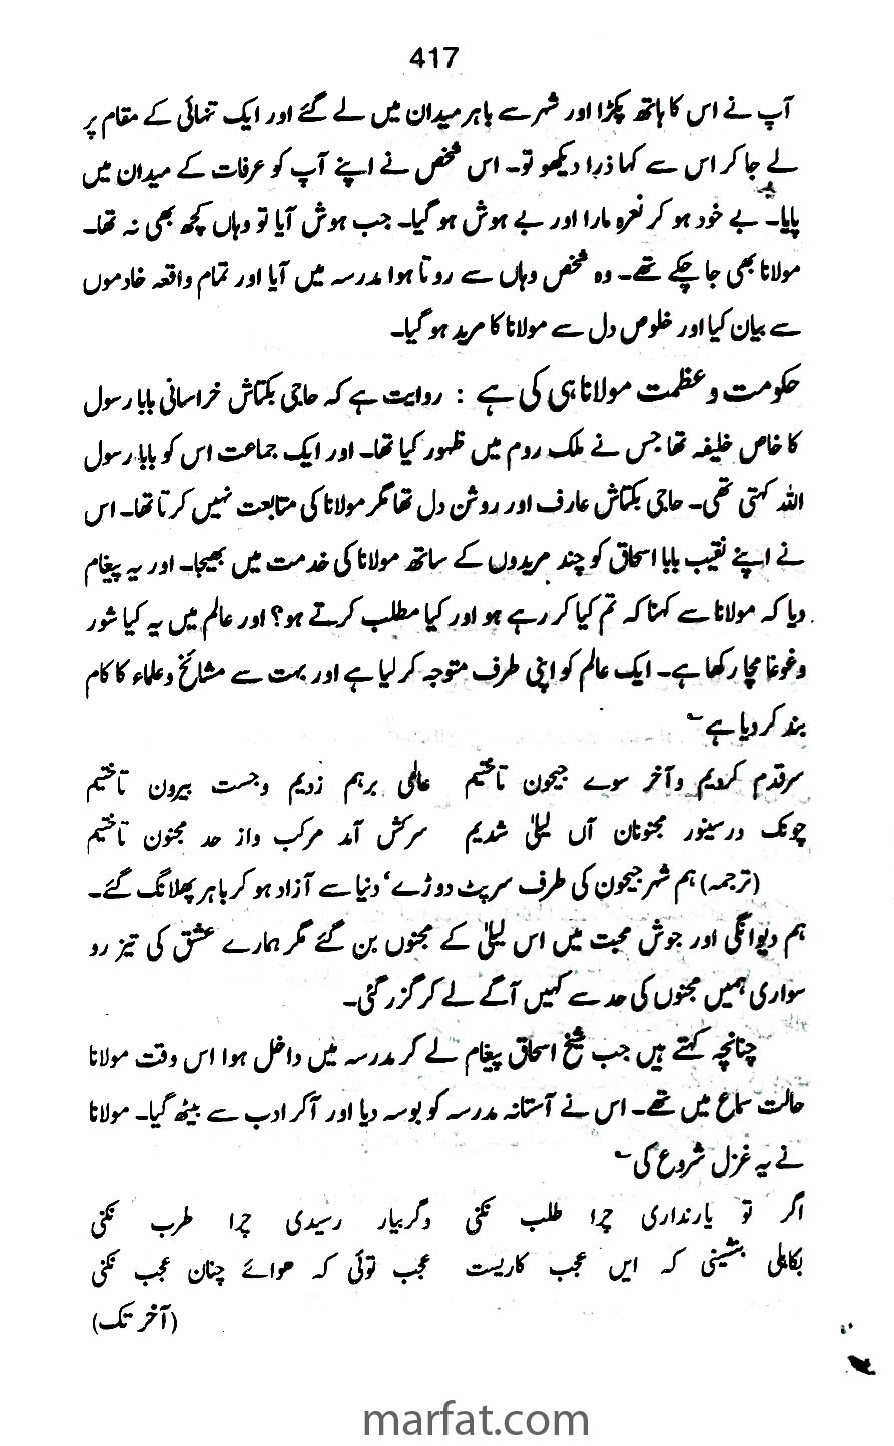 417
آپ نے اس کا ہاتھ پکڑا اور شہر سے باہر میدان میں لے گئے اور ایک تنہائی کے مقام پر
لے جا کر اس سے کہا ذرا دیکھو تو۔ اس شخص نے اپنے آپ کو عرفات کے میدان میں
پایا۔ بے خود ہو کر نعرہ مارا اور بے ہوش ہو گیا۔ جب ہوش آیا تو وہاں کچھ بھی نہ تھا۔
مولانا بھی جا چکے تھے۔ وہ شخص وہاں سے روتا ہوا مدرسہ میں آیا اور تمام واقعہ خادموں
سے بیان کیا اور خلوص دل سے مولانا کا مرید ہو گیا۔
حکومت و عظمت مولانا ہی کی ہے : روایت ہے کہ حاجی بکتاش خراسانی بابا رسول
کا خاص خلیفہ تھا جس نے ملک روم میں ظہور کیا تھا۔ اور ایک جماعت اس کو بابا رسول
اللہ کہتی تھی۔ حاجی بکتاش عارف اور روشن دل تھا مگر مولانا کی متابعت نہیں کرتا تھا۔ اس
نے اپنے نقیب بابا اسحاق کو چند مریدوں کے ساتھ مولانا کی خدمت میں بھیجا۔ اور یہ پیغام
دیا کہ مولانا سے کہنا کہ تم کیا کر رہے ہو اور کیا مطلب کرتے ہو؟ اور عالم میں یہ کیا شور
و غوغا مچا رکھا ہے۔ ایک عالم کو اپنی طرف متوجہ کر لیا ہے اور بہت سے مشائخ و علماء کا کام
بند کر دیا ہے ؎
سرقدم کردیم و آخر سوے جیحون تاختیم عالمی برہم زدیم وجست بیرون تاختیم
چونک درسینور مجنونان آں لیلیٰ شدیم سرکش آمد مرکب واز حد مجنون تاختیم
(ترجمہ) ہم شہر جیحون کی طرف سرپٹ دوڑے، دنیا سے آزاد ہو کر باہر پھلانگ گئے۔
ہم دیوانگی اور جوش محبت میں اس لیلیٰ کے مجنوں بن گئے مگر ہمارے عشق کی تیز رو
سواری ہمیں مجنوں کی حد سے کہیں آگے لے کر گزر گئی۔
چنانچہ کہتے ہیں جب شیخ اسحاق پیغام لے کر مدرسہ میں داخل ہوا اس وقت مولانا
حالت سماع میں تھے۔ اس نے آستانہ مدرسہ کو بوسہ دیا اور آکر ادب سے بیٹھ گیا۔ مولانا
نے یہ غزل شروع کی ؎
اگر تو یارنداری چرا طلب نکنی وگربیار رسیدی چرا طرب نکنی
بکاہلی بنشینی کہ ایں عجب کاریست عجب توئی کہ ہوائے چنان عجب نکنی
(آخر تک)
marfat.com